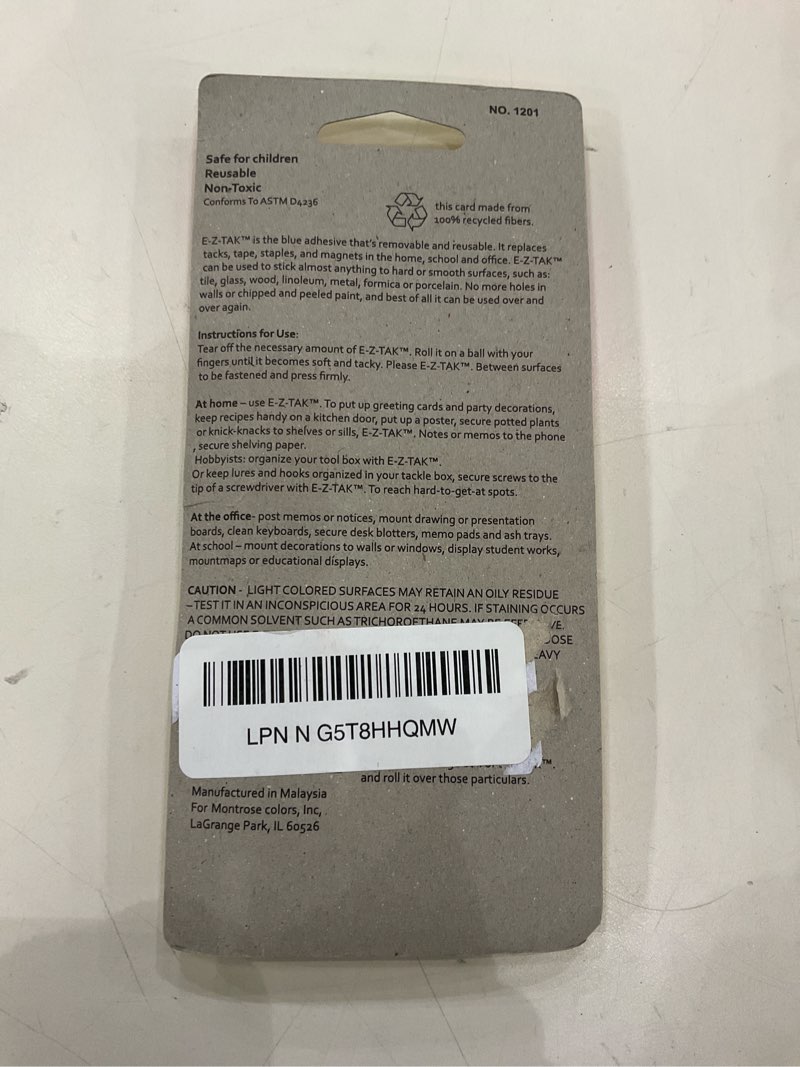 NO. 1201
Safe for children
Reusable
Non-Toxic
Conforms To ASTM D4236
this card made from
100% recycled fibers.
E-Z-TAK™ is the blue adhesive that's removable and reusable. It replaces
tacks, tape, staples, and magnets in the home, school and office. E-Z-TAK™
can be used to stick almost anything to hard or smooth surfaces, such as:
tile, glass, wood, linoleum, metal, formica or porcelain. No more holes in
walls or chipped and peeled paint, and best of all it can be used over and
over again.
Instructions for Use:
Tear off the necessary amount of E-Z-TAK™. Roll it on a ball with your
fingers until it becomes soft and tacky. Please E-Z-TAK™. Between surfaces
to be fastened and press firmly.
At home – use E-Z-TAK™. To put up greeting cards and party decorations,
keep recipes handy on a kitchen door, put up a poster, secure potted plants
or knick-knacks to shelves or sills, E-Z-TAK™. Notes or memos to the phone
, secure shelving paper.
Hobbyists: organize your tool box with E-Z-TAK™.
Or keep lures and hooks organized in your tackle box, secure screws to the
tip of a screwdriver with E-Z-TAK™. To reach hard-to-get-at spots.
At the office- post memos or notices, mount drawing or presentation
boards, clean keyboards, secure desk blotters, memo pads and ash trays.
At school – mount decorations to walls or windows, display student works,
mountmaps or educational displays.
CAUTION - LIGHT COLORED SURFACES MAY RETAIN AN OILY RESIDUE
–TEST IT IN AN INCONSPICIOUS AREA FOR 24 HOURS. IF STAINING OCCURS
A COMMON SOLVENT SUCH AS TRICHOROETHANE MAY BE
DO NOT USE
LPN N G5T8HHQMW
and roll it over those particulars.
Manufactured in Malaysia
For Montrose colors, Inc,
LaGrange Park, IL 60526